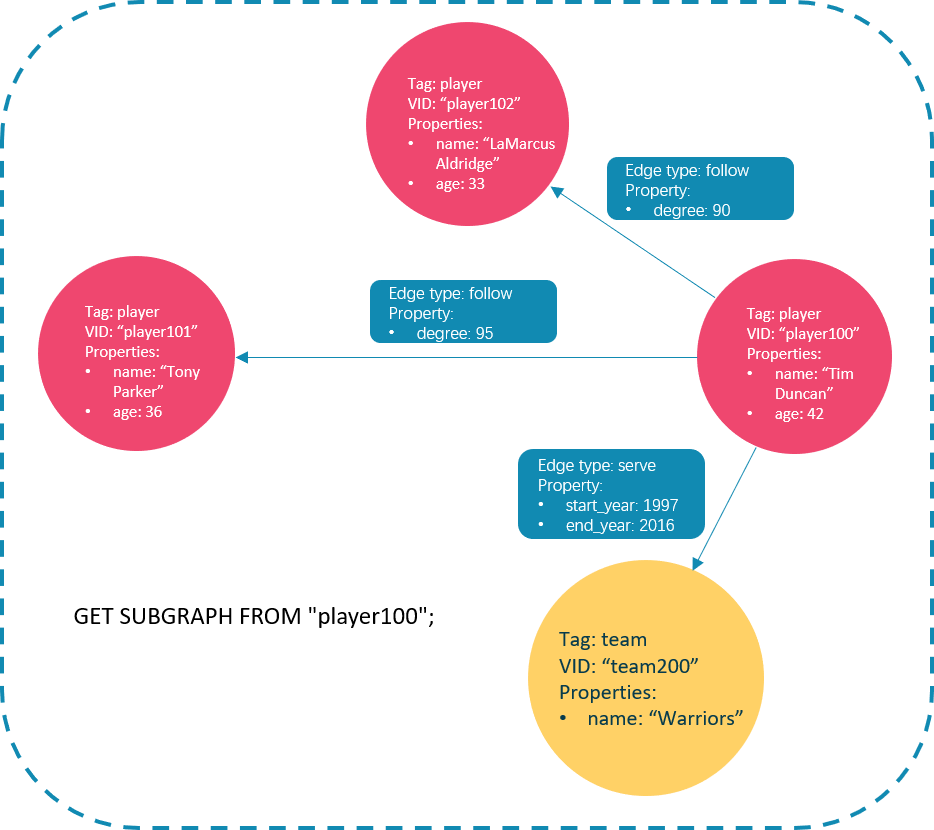 Tag: player
VID: “player102”
Properties:
• name: “LaMarcus
Aldridge”
• age: 33
Edge type: follow
Property:
• degree: 90
Edge type: follow
Property:
• degree: 95
Tag: player
VID: “player101”
Properties:
• name: “Tony
Parker”
• age: 36
Tag: player
VID: “player100”
Properties:
• name: “Tim
Duncan”
• age: 42
Edge type: serve
Property:
• start_year: 1997
• end_year: 2016
GET SUBGRAPH FROM "player100";
Tag: team
VID: “team200”
Properties:
• name: “Warriors”